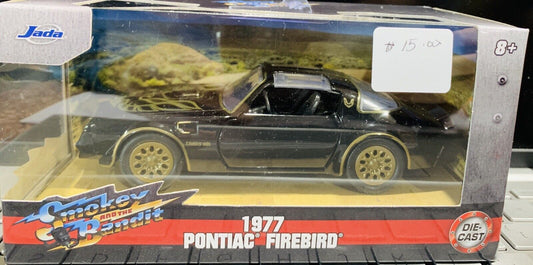 Jada
$15.00
8+
Smokey
AND THE
Bandit
1977
PONTIAC® FIREBIRD®
DIE-
CAST